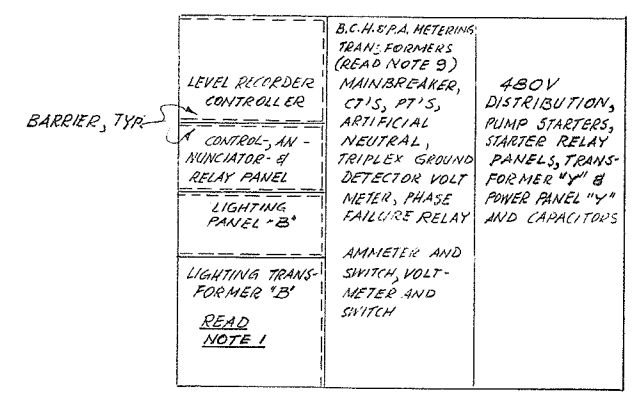 BARRIER, TYP.
LEVEL RECORDER
CONTROLLER
CONTROL-, AN-
NUNCIATOR- &
RELAY PANEL
LIGHTING
PANEL "B"
LIGHTING TRANS-
FORMER "B"
READ
NOTE 1
B.C.H. & P.A. METERING
TRANSFORMERS
(READ NOTE 9)
MAINBREAKER,
CT'S, PT'S,
ARTIFICIAL
NEUTRAL,
TRIPLEX GROUND
DETECTOR VOLT
METER, PHASE
FAILURE RELAY
AMMETER AND
SWITCH, VOLT-
METER AND
SWITCH
480V
DISTRIBUTION,
PUMP STARTERS,
STARTER RELAY
PANELS, TRANS-
FORMER "Y" &
POWER PANEL "Y"
AND CAPACITORS